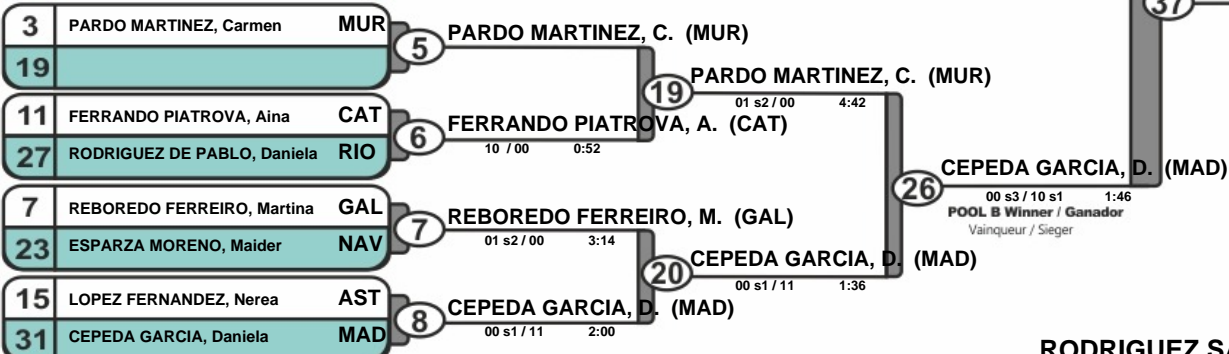 37
3 PARDO MARTINEZ, Carmen MUR
19
5
PARDO MARTINEZ, C. (MUR)
11 FERRANDO PIATROVA, Aina CAT
27 RODRIGUEZ DE PABLO, Daniela RIO
6
FERRANDO PIATROVA, A. (CAT)
10 / 00 0:52
19
PARDO MARTINEZ, C. (MUR)
01 s2 / 00 4:42
7 REBOREDO FERREIRO, Martina GAL
23 ESPARZA MORENO, Maider NAV
7
REBOREDO FERREIRO, M. (GAL)
01 s2 / 00 3:14
15 LOPEZ FERNANDEZ, Nerea AST
31 CEPEDA GARCIA, Daniela MAD
8
CEPEDA GARCIA, D. (MAD)
00 s1 / 11 2:00
20
CEPEDA GARCIA, D. (MAD)
00 s1 / 11 1:36
26
CEPEDA GARCIA, D. (MAD)
00 s3 / 10 s1 1:46
POOL B Winner / Ganador
Vainqueur / Sieger
RODRIGUEZ